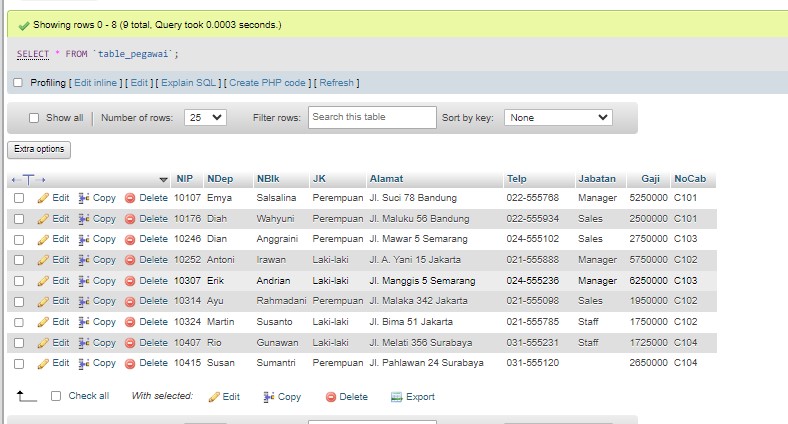 Showing rows 0 - 8 (9 total, Query took 0.0003 seconds.)
SELECT * FROM `table_pegawai`;
Profiling [ Edit inline ] [ Edit ] [ Explain SQL ] [ Create PHP code ] [ Refresh ]
Show all | Number of rows: 25 Filter rows: Search this table Sort by key: None
Extra options
NIP NDep NBlk JK Alamat Telp Jabatan Gaji NoCab
Edit Copy Delete 10107 Emya Salsalina Perempuan Jl. Suci 78 Bandung 022-555768 Manager 5250000 C101
Edit Copy Delete 10176 Diah Wahyuni Perempuan Jl. Maluku 56 Bandung 022-555934 Sales 2500000 C101
Edit Copy Delete 10246 Dian Anggraini Perempuan Jl. Mawar 5 Semarang 024-555102 Sales 2750000 C103
Edit Copy Delete 10252 Antoni Irawan Laki-laki Jl. A. Yani 15 Jakarta 021-555888 Manager 5750000 C102
Edit Copy Delete 10307 Erik Andrian Laki-laki Jl. Manggis 5 Semarang 024-555236 Manager 6250000 C103
Edit Copy Delete 10314 Ayu Rahmadani Perempuan Jl. Malaka 342 Jakarta 021-555098 Sales 1950000 C102
Edit Copy Delete 10324 Martin Susanto Laki-laki Jl. Bima 51 Jakarta 021-555785 Staff 1750000 C102
Edit Copy Delete 10407 Rio Gunawan Laki-laki Jl. Melati 356 Surabaya 031-555231 Staff 1725000 C104
Edit Copy Delete 10415 Susan Sumantri Perempuan Jl. Pahlawan 24 Surabaya 031-555120 2650000 C104
Check all With selected: Edit Copy Delete Export